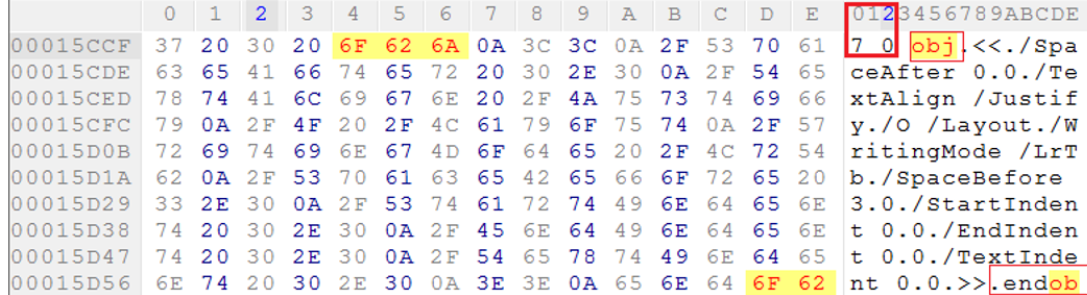 0 1 2 3 4 5 6 7 8 9 A B C D E 0123456789ABCDE
00015CCF 37 20 30 20 6F 62 6A 0A 3C 3C 0A 2F 53 70 61 7 0 obj.<<./Spa
00015CDE 63 65 41 66 74 65 72 20 30 2E 30 0A 2F 54 65 ceAfter 0.0./Te
00015CED 78 74 41 6C 69 67 6E 20 2F 4A 75 73 74 69 66 xtAlign /Justif
00015CFC 79 0A 2F 4F 20 2F 4C 61 79 6F 75 74 0A 2F 57 y./O /Layout./W
00015D0B 72 69 74 69 6E 67 4D 6F 64 65 20 2F 4C 72 54 ritingMode /LrT
00015D1A 62 0A 2F 53 70 61 63 65 42 65 66 6F 72 65 20 b./SpaceBefore
00015D29 33 2E 30 0A 2F 53 74 61 72 74 49 6E 64 65 6E 3.0./StartInden
00015D38 74 20 30 2E 30 0A 2F 45 6E 64 49 6E 64 65 6E t 0.0./EndInden
00015D47 74 20 30 2E 30 0A 2F 54 65 78 74 49 6E 64 65 t 0.0./TextInde
00015D56 6E 74 20 30 2E 30 0A 3E 3E 0A 65 6E 64 6F 62 nt 0.0.>>.endob